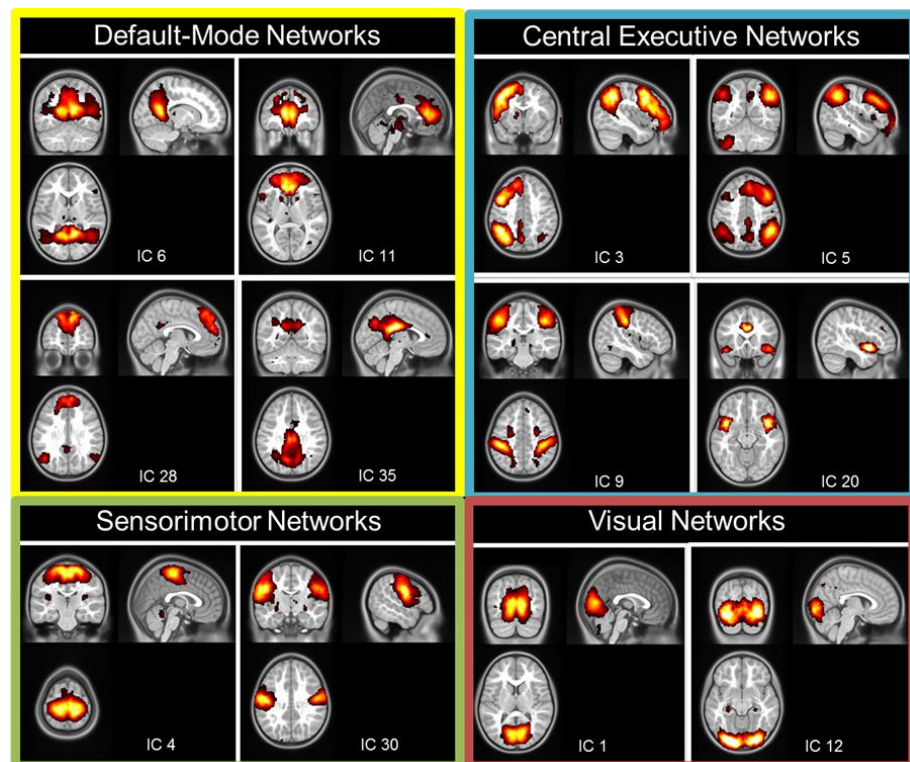 Default-Mode Networks
IC 6
IC 11
IC 28
IC 35
Central Executive Networks
IC 3
IC 5
IC 9
IC 20
Sensorimotor Networks
IC 4
IC 30
Visual Networks
IC 1
IC 12